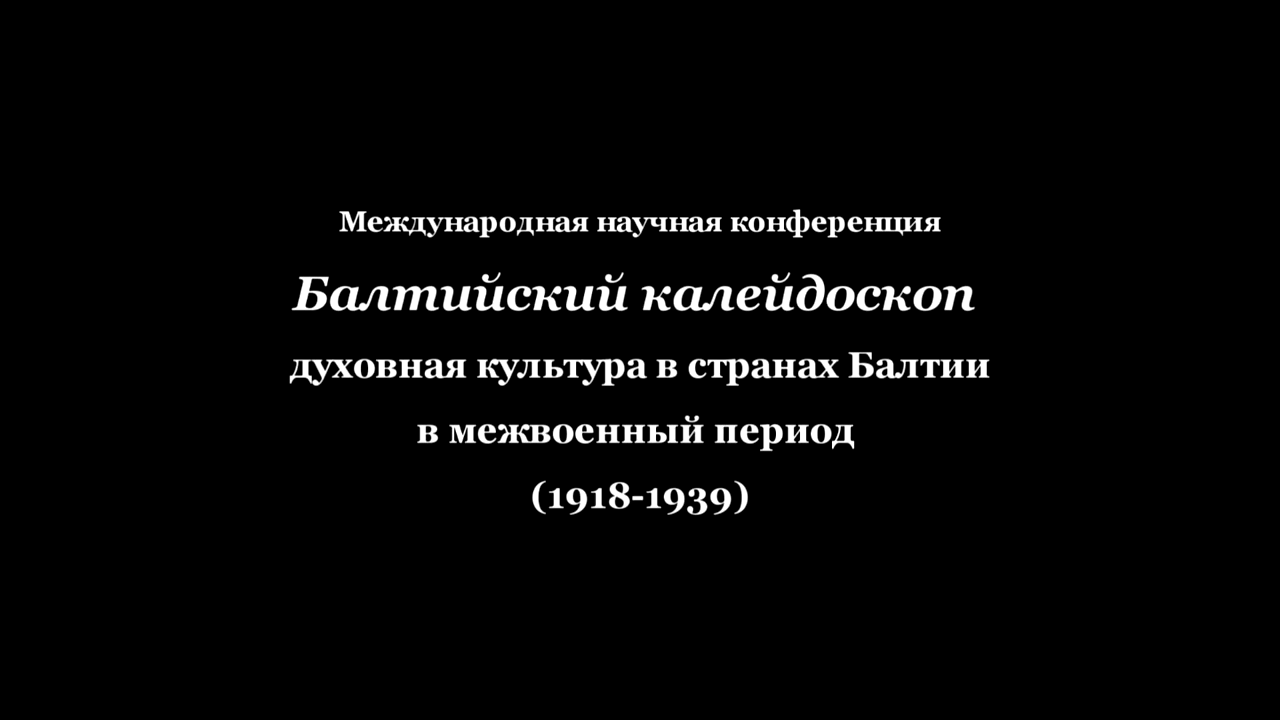 Международная научная конференция
Балтийский калейдоскоп
духовная культура в странах Балтии
в межвоенный период
(1918-1939)